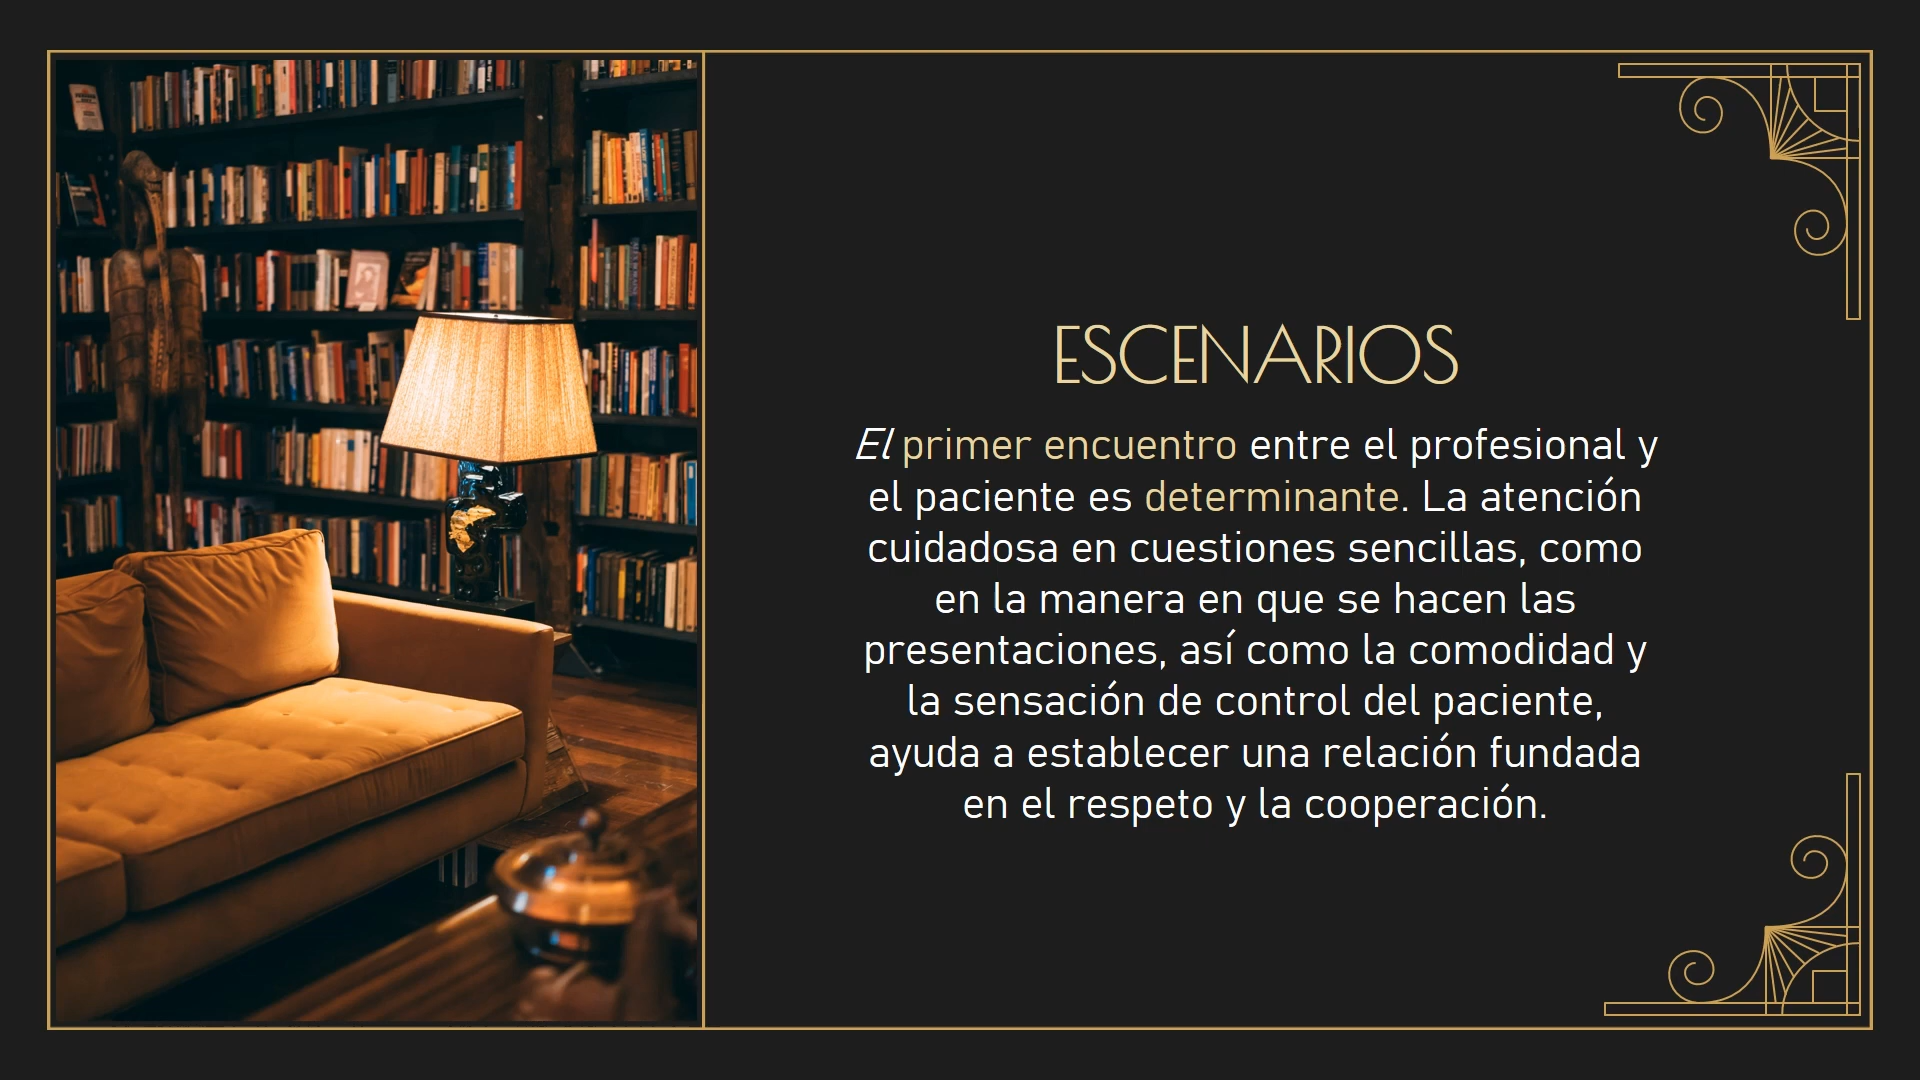 ESCENARIOS
El primer encuentro entre el profesional y
el paciente es determinante. La atención
cuidadosa en cuestiones sencillas, como
en la manera en que se hacen las
presentaciones, así como la comodidad y
la sensación de control del paciente,
ayuda a establecer una relación fundada
en el respeto y la cooperación.